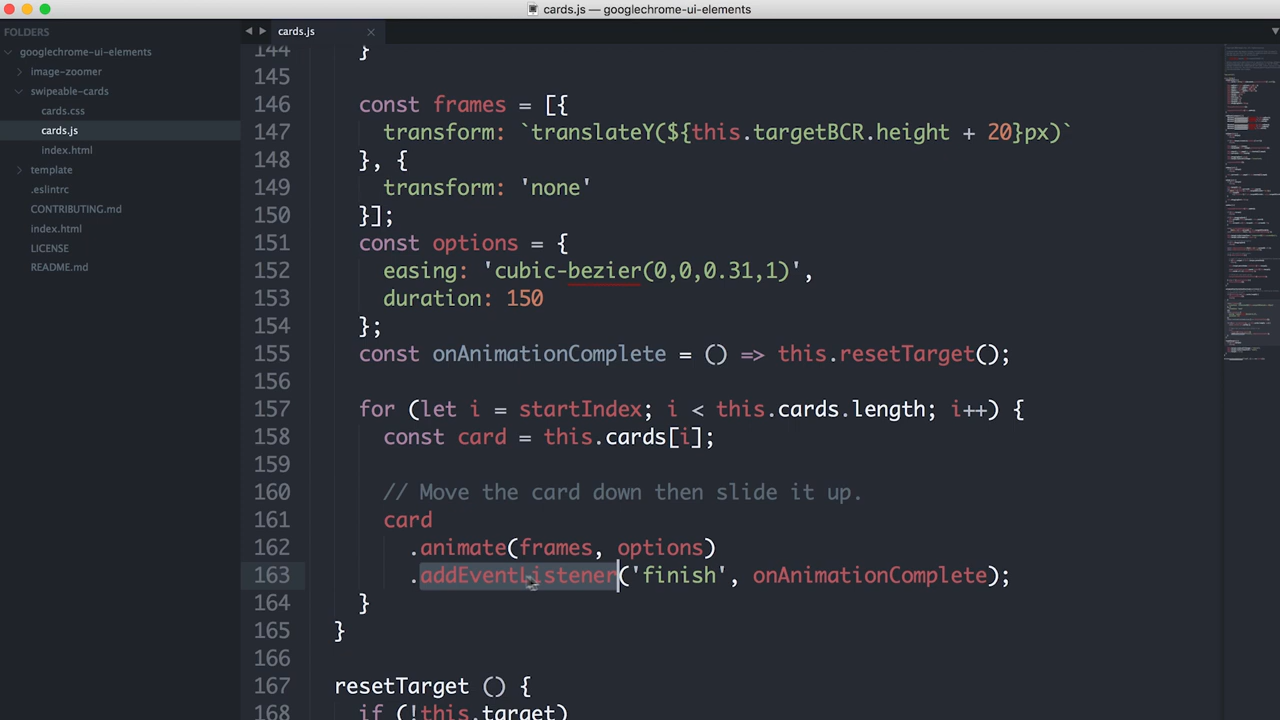 cards.js — googlechrome-ui-elements
FOLDERS
googlechrome-ui-elements
image-zoomer
swipeable-cards
cards.css
cards.js
index.html
template
.eslintrc
CONTRIBUTING.md
index.html
LICENSE
README.md
cards.js
144 }
145
146 const frames = [{
147 transform: `translateY(${this.targetBCR.height + 20}px)`
148 }, {
149 transform: 'none'
150 }];
151 const options = {
152 easing: 'cubic-bezier(0,0,0.31,1)',
153 duration: 150
154 };
155 const onAnimationComplete = () => this.resetTarget();
156
157 for (let i = startIndex; i < this.cards.length; i++) {
158 const card = this.cards[i];
159
160 // Move the card down then slide it up.
161 card
162 .animate(frames, options)
163 .addEventListener('finish', onAnimationComplete);
164 }
165 }
166
167 resetTarget () {
168 if (!this.target)